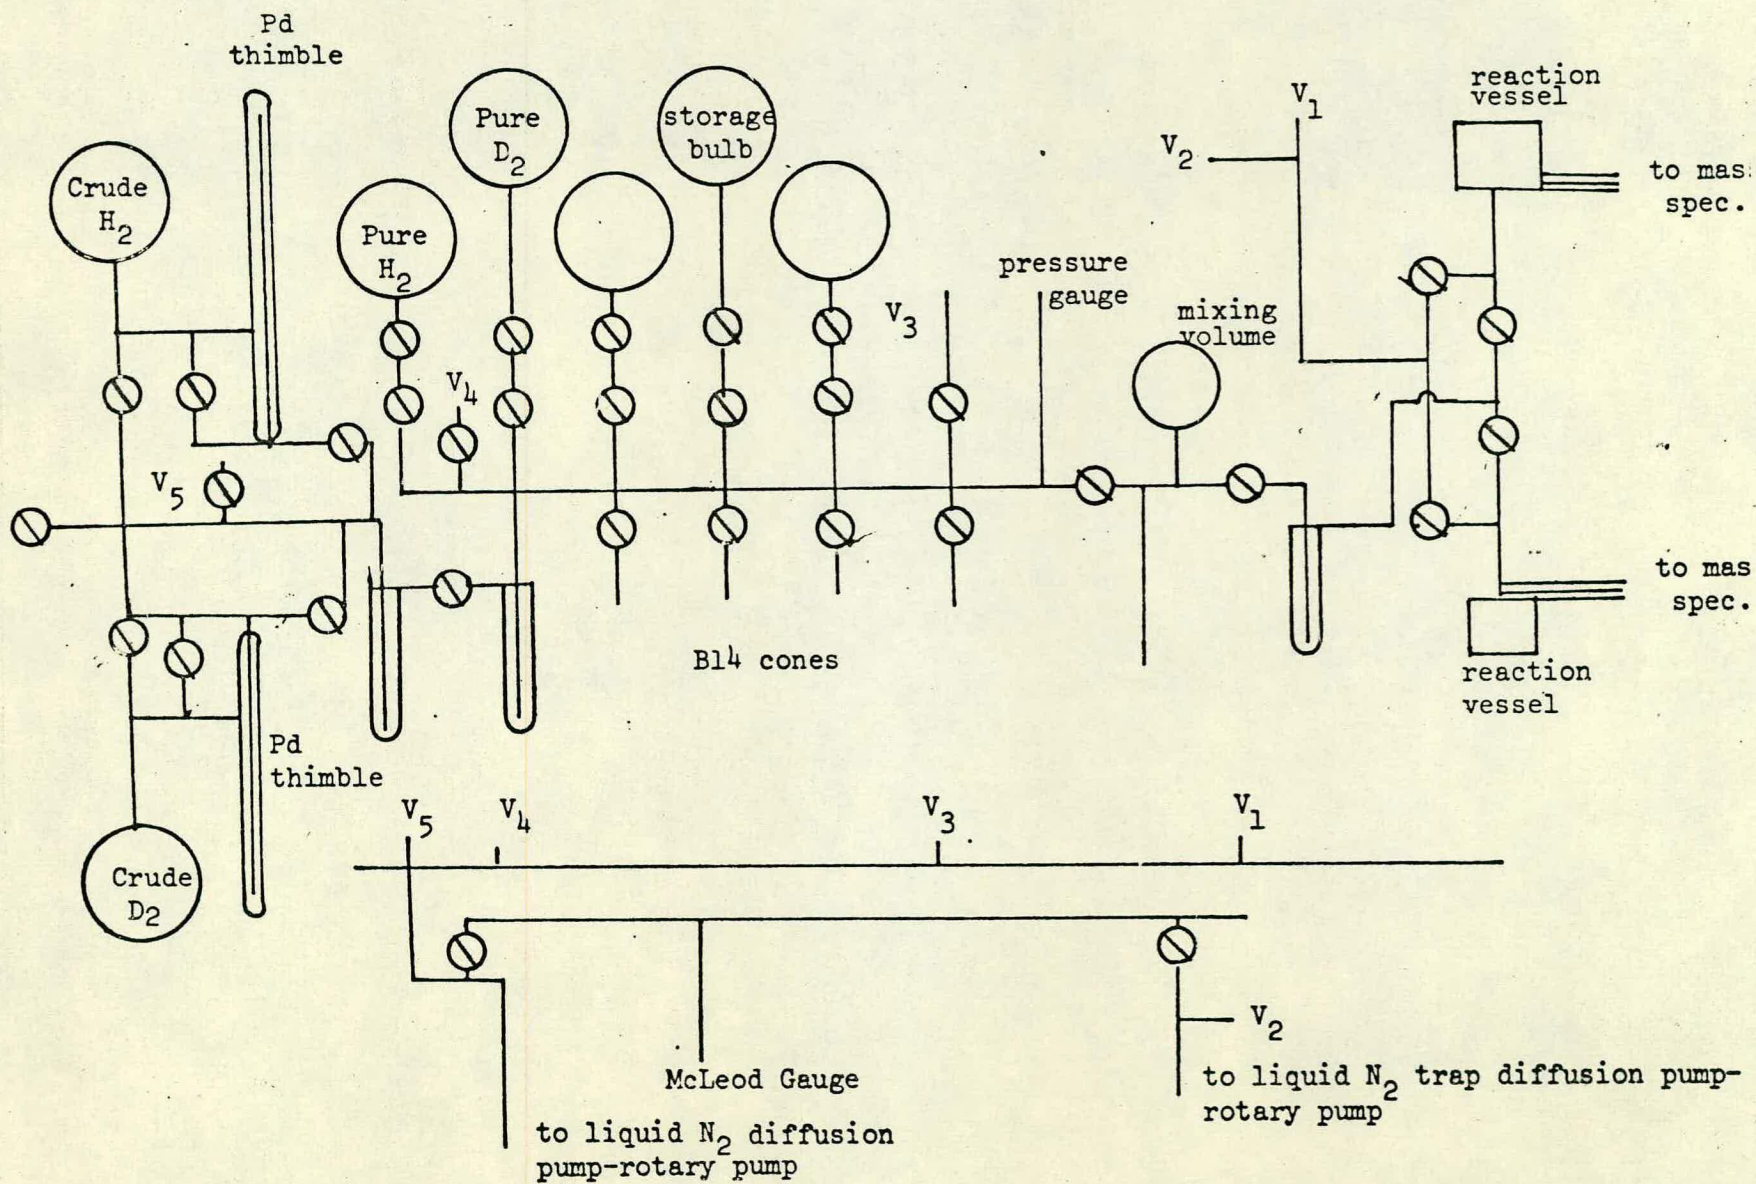 Pd
thimble
Crude
H2
Pure
H2
Pure
D2
storage
bulb
V1
V2
reaction
vessel
to mas
spec.
pressure
gauge
V3
mixing
volume
V4
V5
to mas
spec.
B14 cones
reaction
vessel
Pd
thimble
Crude
D2
V5
V4
V3
V1
V2
McLeod Gauge
to liquid N2 trap diffusion pump-
rotary pump
to liquid N2 diffusion
pump-rotary pump